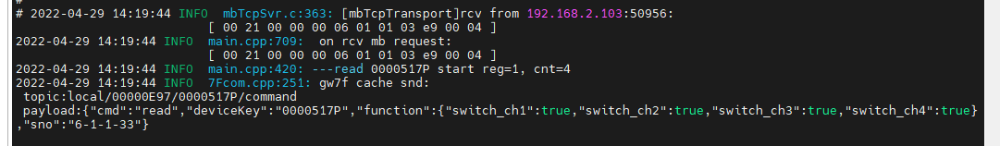 #
# 2022-04-29 14:19:44 INFO  mbTcpSvr.c:363: [mbTcpTransport]rcv from 192.168.2.103:50956:
[ 00 21 00 00 00 06 01 01 03 e9 00 04 ]
2022-04-29 14:19:44 INFO  main.cpp:709:  on rcv mb request:
[ 00 21 00 00 00 06 01 01 03 e9 00 04 ]
2022-04-29 14:19:44 INFO  main.cpp:420: ---read 0000517P start reg=1, cnt=4
2022-04-29 14:19:44 INFO  7Fcom.cpp:251: gw7f cache snd:
topic:local/00000E97/0000517P/command
payload:{"cmd":"read","deviceKey":"0000517P","function":{"switch_ch1":true,"switch_ch2":true,"switch_ch3":true,"switch_ch4":true}
,"sno":"6-1-1-33"}